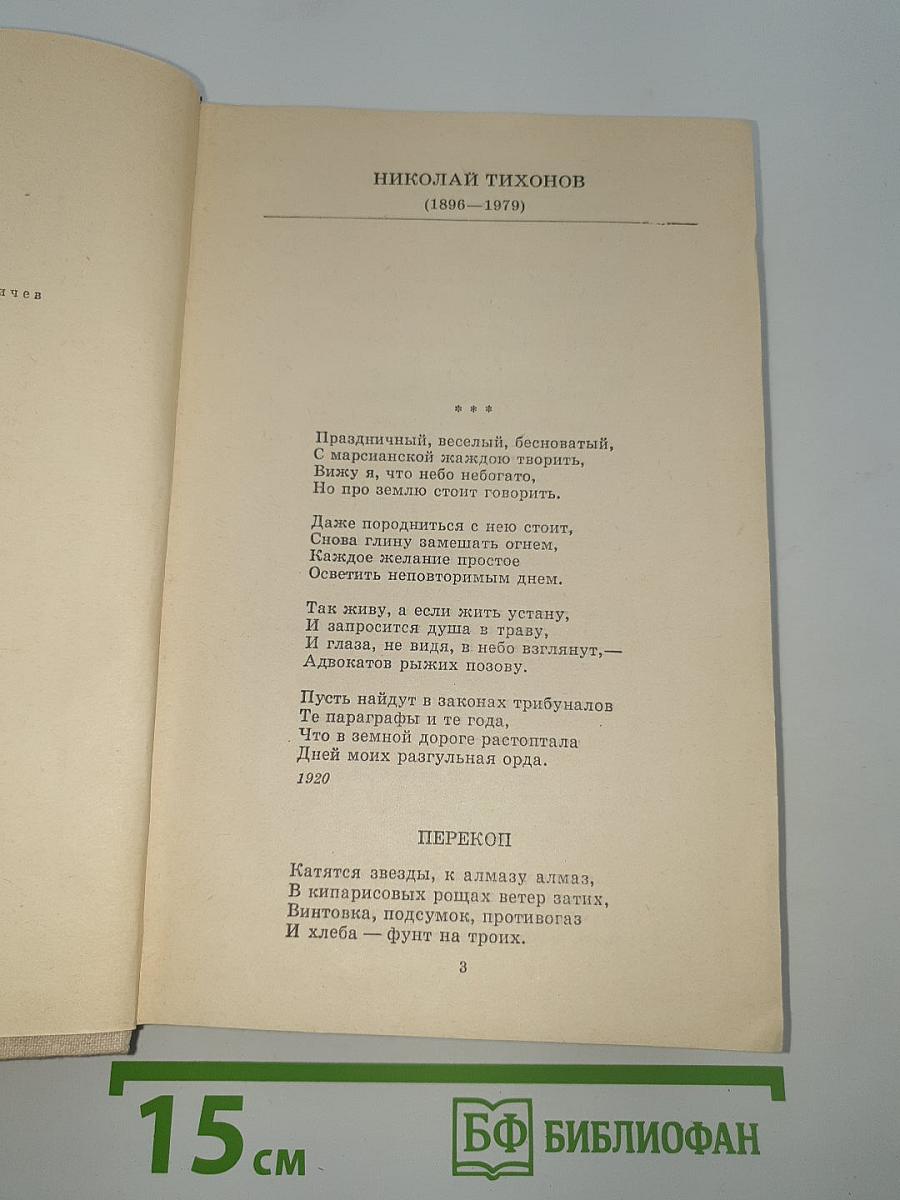 ичев
НИКОЛАЙ ТИХОНОВ
(1896—1979)
* * *
Праздничный, веселый, бесноватый,
С марсианской жаждою творить,
Вижу я, что небо небогато,
Но про землю стоит говорить.
Даже породниться с нею стоит,
Снова глину замешать огнем,
Каждое желание простое
Осветить неповторимым днем.
Так живу, а если жить устану,
И запросится душа в траву,
И глаза, не видя, в небо взглянут,—
Адвокатов рыжих позову.
Пусть найдут в законах трибуналов
Те параграфы и те года,
Что в земной дороге растоптала
Дней моих разгульная орда.
1920
ПЕРЕКОП
Катятся звезды, к алмазу алмаз,
В кипарисовых рощах ветер затих,
Винтовка, подсумок, противогаз
И хлеба — фунт на троих.
3
15 см
БФ БИБЛИОФАН